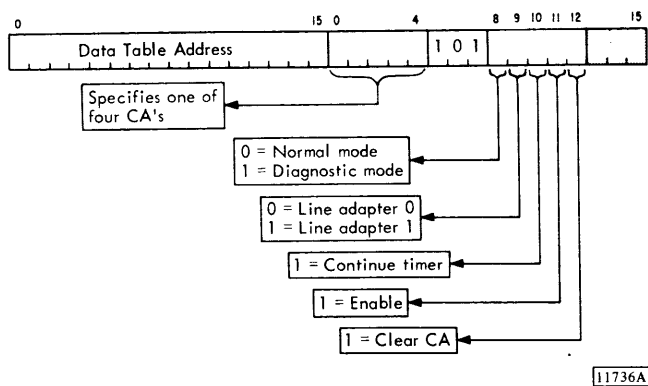 0 15 0 4 8 9 10 11 12 15
Data Table Address 1 0 1
Specifies one of
four CA's
0 = Normal mode
1 = Diagnostic mode
0 = Line adapter 0
1 = Line adapter 1
1 = Continue timer
1 = Enable
1 = Clear CA
11736A